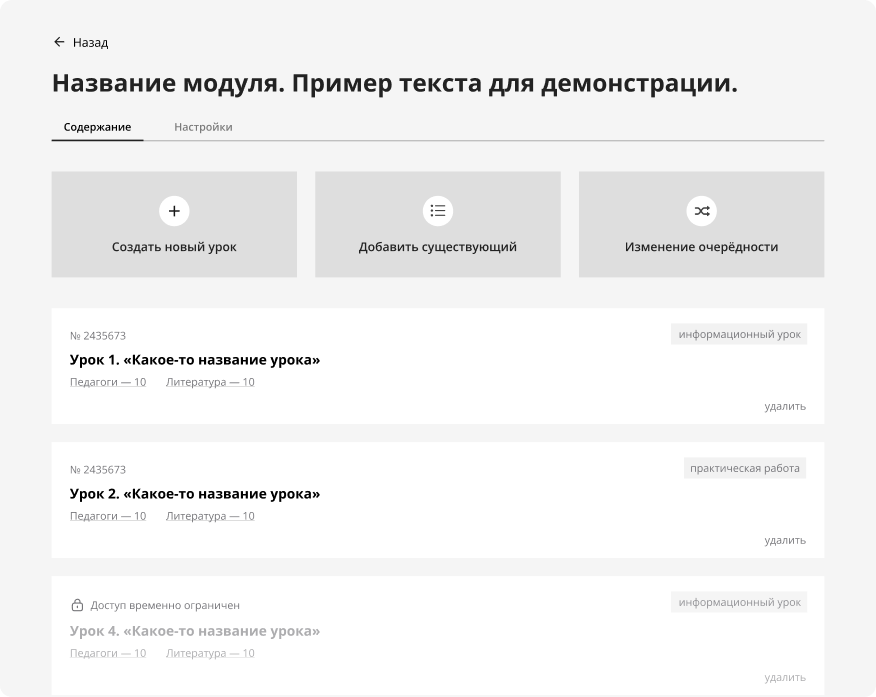 Назад
Название модуля. Пример текста для демонстрации.
Содержание Настройки
Создать новый урок Добавить существующий Изменение очерёдности
№ 2435673 информационный урок
Урок 1. «Какое-то название урока»
Педагоги — 10 Литература — 10
удалить
№ 2435673 практическая работа
Урок 2. «Какое-то название урока»
Педагоги — 10 Литература — 10
удалить
Доступ временно ограничен информационный урок
Урок 4. «Какое-то название урока»
Педагоги — 10 Литература — 10
удалить